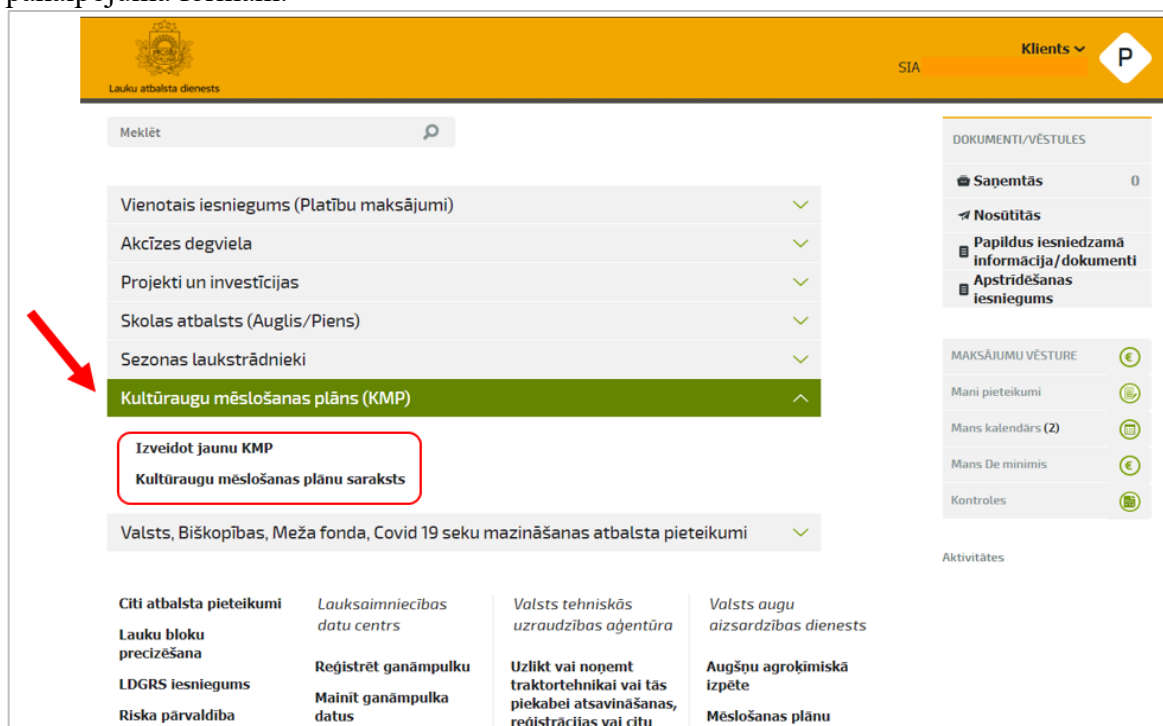 Klients
P
SIA
Lauku atbalsta dienests
Meklēt
Vienotais iesniegums (Platību maksājumi)
Akcīzes degviela
Projekti un investīcijas
Skolas atbalsts (Auglis/Piens)
Sezonas laukstrādnieki
Kultūraugu mēslošanas plāns (KMP)
Izveidot jaunu KMP
Kultūraugu mēslošanas plānu saraksts
Valsts, Biškopības, Meža fonda, Covid 19 seku mazināšanas atbalsta pieteikumi
DOKUMENTI/VĒSTULES
Saņemtās 0
Nosūtītās
Papildus iesniedzamā
informācija/dokumenti
Apstrīdēšanas
iesniegums
MAKSĀJUMU VĒSTURE
Mani pieteikumi
Mans kalendārs (2)
Mans De minimis
Kontroles
Aktivitātes
Citi atbalsta pieteikumi
Lauku bloku
precizēšana
LDGRS iesniegums
Riska pārvaldība
Lauksaimniecības
datu centrs
Reģistrēt ganāmpulku
Mainīt ganāmpulka
datus
Valsts tehniskās
uzraudzības aģentūra
Uzlikt vai noņemt
traktortehnikai vai tās
piekabei atsavināšanas,
reģistrācijas vai citu
Valsts augu
aizsardzības dienests
Augšņu agroķīmiskā
izpēte
Mēslošanas plānu